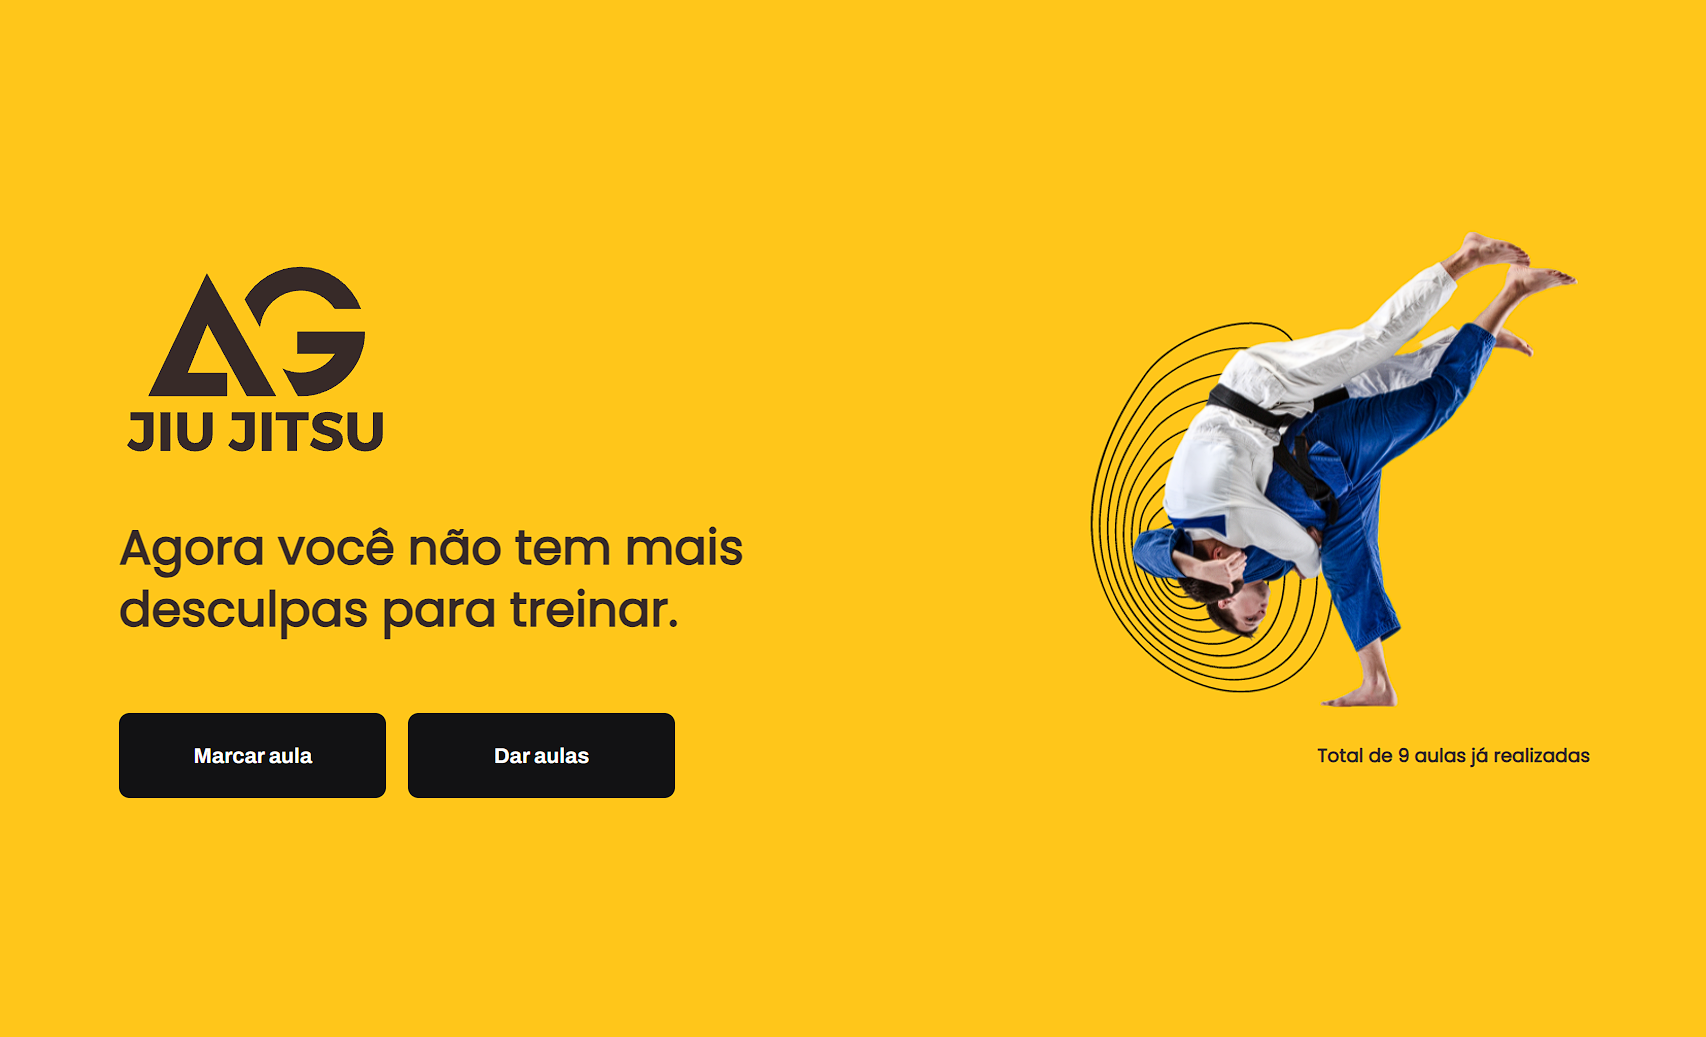 AG
JIU JITSU
Agora você não tem mais
desculpas para treinar.
Marcar aula
Dar aulas
Total de 9 aulas já realizadas